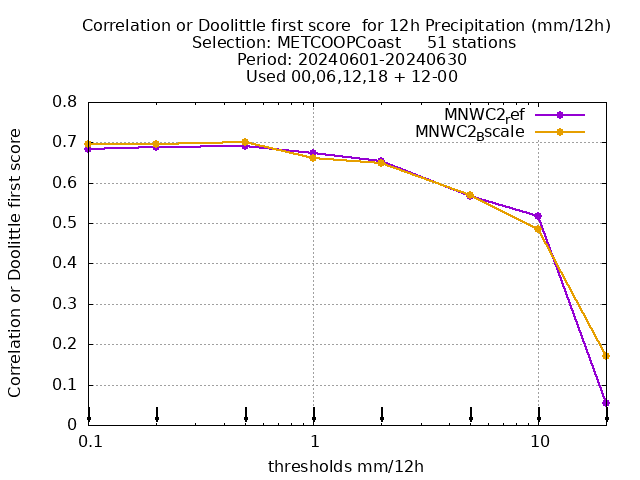 Correlation or Doolittle first score  for 12h Precipitation (mm/12h)
Selection: METCOOPCoast     51 stations
Period: 20240601-20240630
Used 00,06,12,18 + 12-00
MNWC2ref
MNWC2Bscale
Correlation or Doolittle first score
0.8
0.7
0.6
0.5
0.4
0.3
0.2
0.1
0
0.1
1
10
thresholds mm/12h